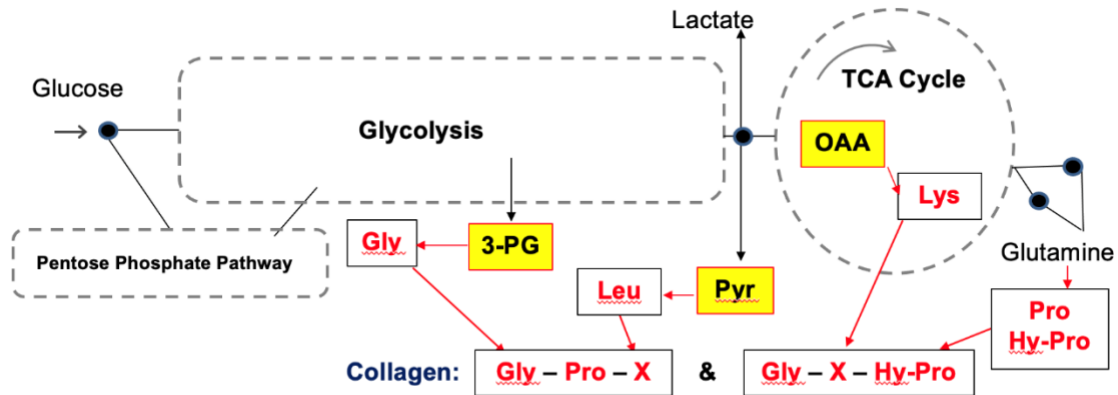 Lactate
TCA Cycle
Glucose
Glycolysis
OAA
Lys
Gly
3-PG
Glutamine
Pentose Phosphate Pathway
Leu
Pyr
Pro
Hy-Pro
Collagen: Gly – Pro – X & Gly – X – Hy-Pro